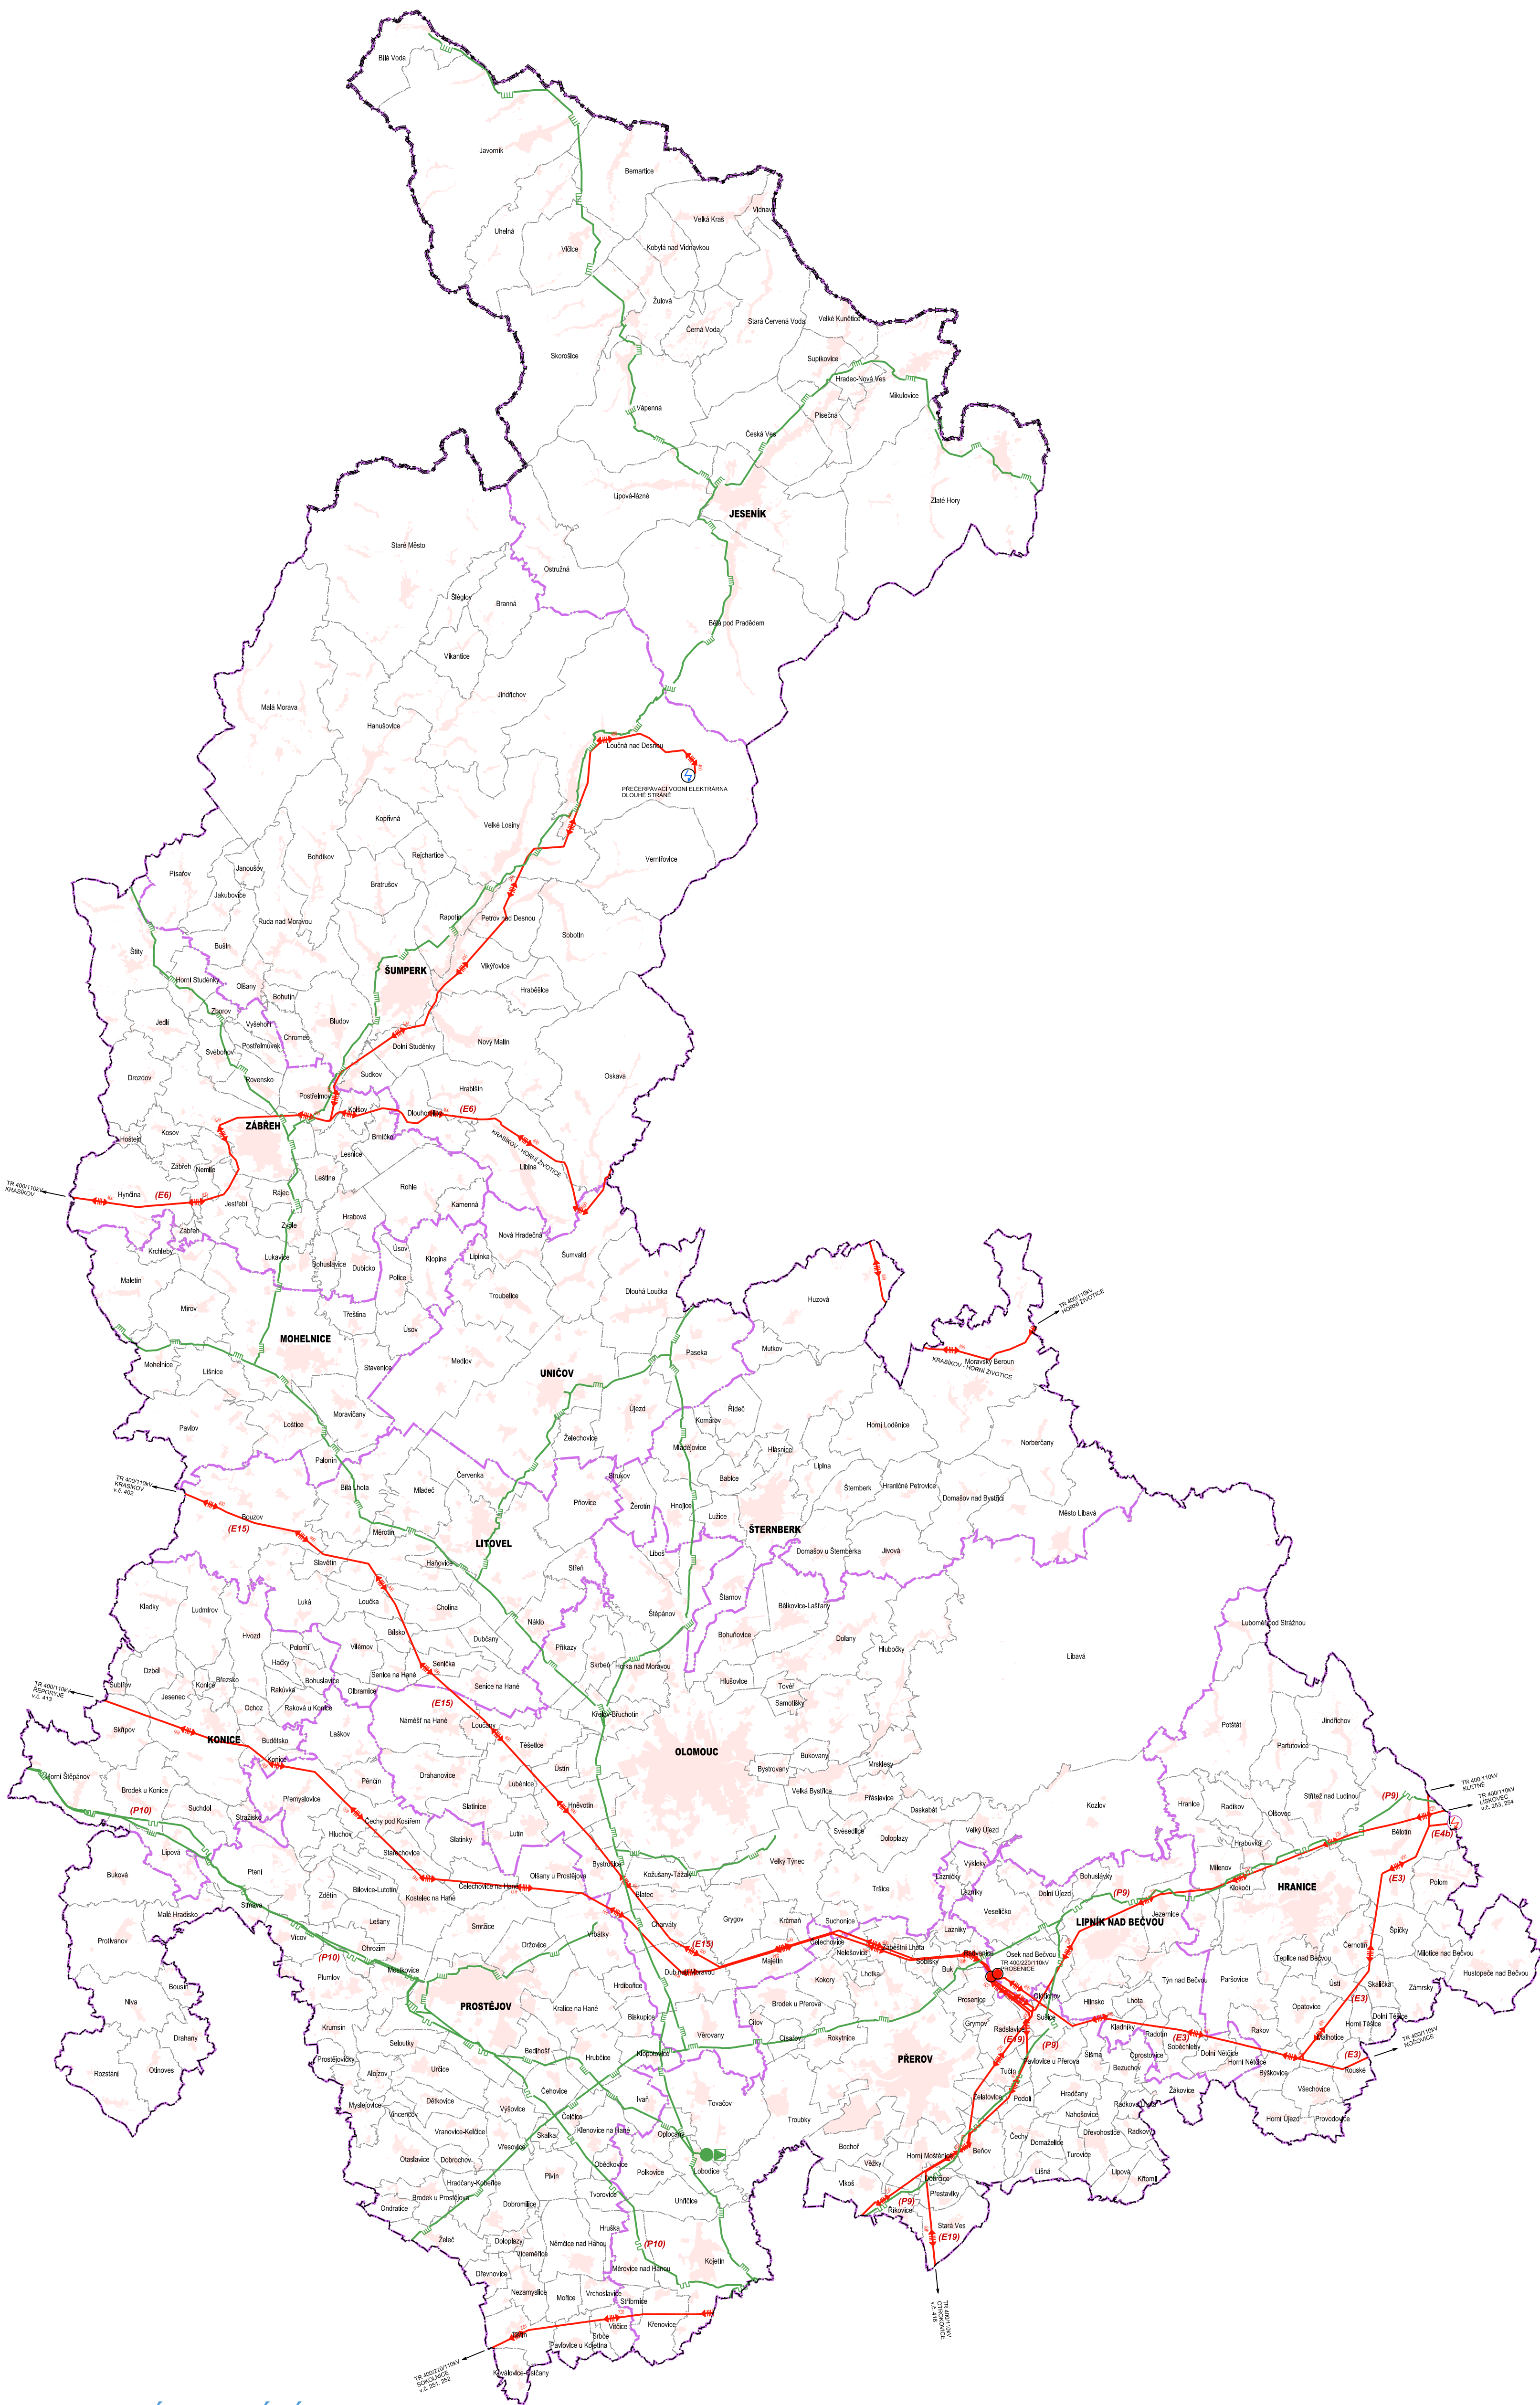 Bílá Voda
Javorník
Bernartice
Vidnava
Velká Kraš
Uhelná
Vlčice
Kobylá nad Vidnavkou
Žulová
Černá Voda
Stará Červená Voda
Velké Kunětice
Skorošice
Supíkovice
Hradec-Nová Ves
Mikulovice
Vápenná
Písečná
Česká Ves
Lipová-lázně
Zlaté Hory
JESENÍK
Staré Město
Ostružná
Šléglov
Branná
Bělá pod Pradědem
Vikantice
Jindřichov
Malá Morava
Hanušovice
Loučná nad Desnou
PŘEČERPÁVACÍ VODNÍ ELEKTRÁRNA
DLOUHÉ STRÁNĚ
Kopřivná
Velké Losiny
Rejchartice
Bohdíkov
Vernířovice
Janoušov
Písařov
Bratrušov
Jakubovice
Rapotín
Petrov nad Desnou
Ruda nad Moravou
Sobotín
Bušín
Štíty
Vikýřovice
ŠUMPERK
Horní Studénky
Olšany
Hraběšice
Bohutín
Zborov
Bludov
Jedlí
Vyšehoří
Chromeč
Nový Malín
Postřelmůvek
Dolní Studénky
Svébohov
Drozdov
Rovensko
Sudkov
Oskava
Hrabišín
Postřelmov
Kolšov
Dlouhomilov
(E6)
ZÁBŘEH
Kosov
Brníčko
KRASÍKOV - HORNÍ ŽIVOTICE
Hoštejn
Lesnice
Zábřeh
Nemile
Libina
Leština
TR 400/110kV
KRASÍKOV
Hynčina
(E6)
Rájec
Rohle
Jestřebí
Kamenná
Hrabová
Zvole
Zábřeh
Nová Hradečná
Krchleby
Lukavice
Úsov
Klopina
Lipinka
Šumvald
Bohuslavice
Dubicko
Maletín
Police
Dlouhá Loučka
Troubelice
Huzová
Mírov
Třeština
TR 400/110kV
HORNÍ ŽIVOTICE
Úsov
MOHELNICE
Mutkov
Paseka
Medlov
Moravský Beroun
KRASÍKOV - HORNÍ ŽIVOTICE
Mohelnice
Líšnice
Stavenice
UNIČOV
Újezd
Řídeč
Moravičany
Komárov
Loštice
Horní Loděnice
Pavlov
Želechovice
Mladějovice
Hlásnice
Norberčany
Palonín
Lipina
Červenka
Strukov
Babice
TR 400/110kV
KRASÍKOV
v.č. 402
Bílá Lhota
Mladeč
Šternberk
Hraničné Petrovice
Pňovice
Žerotín
Hnojice
Domašov nad Bystřicí
Město Libavá
Bouzov
Lužice
(E15)
Měrotín
ŠTERNBERK
LITOVEL
Domašov u Šternberka
Jívová
Slavětín
Haňovice
Liboš
Střeň
Luká
Loučka
Štarnov
Kladky
Ludmírov
Cholina
Bělkovice-Lašťany
Štěpánov
Luboměř pod Strážnou
Hvozd
Bílsko
Náklo
Bohuňovice
Dolany
Polomí
Vilémov
Dubčany
Příkazy
Hlubočky
Hačky
Libavá
Dzbel
Senička
Skrbeň
Horka nad Moravou
Březsko
Bohuslavice
Senice na Hané
Hlušovice
Tovéř
Šubířov
Konice
Rakůvka
Senice na Hané
Jesenec
Olbramice
Samotišky
TR 400/110kV
ŘEPORYJE
v.č. 413
Ochoz
Raková u Konice
(E15)
Křelov-Břuchotín
Náměšť na Hané
Loučany
Potštát
Jindřichov
Skřípov
Laškov
KONICE
Budětsko
Těšetice
Partutovice
OLOMOUC
Bukovany
Konice
Ústín
Mrsklesy
Horní Štěpánov
Bystrovany
Drahanovice
Pěnčín
Velká Bystřice
TR 400/110kV
KLETNÉ
Brodek u Konice
Luběnice
Přáslavice
Kozlov
Střítež nad Ludinou
(P9)
TR 400/110kV
LÍSKOVEC
v.č. 253, 254
Přemyslovice
Hranice
Suchdol
Slatinice
Hněvotín
Daskabát
Radíkov
Olšovec
(P10)
Stražisko
Čechy pod Kosířem
Svésedlice
Velký Újezd
Bělotín
(E4b)
Hluchov
Slatinky
Lutín
Doloplazy
Hrabůvka
Lipová
Starechovice
Bystročice
Velký Týnec
Výkleky
Bohuslávky
Milenov
Buková
Ptení
Olšany u Prostějova
Kožušany-Tážaly
Lazníčky
Dolní Újezd
Klokočí
(E3)
Polom
Zdětín
Bílovice-Lutotín
Čelechovice na Hané
Tršice
Lazníky
(P9)
HRANICE
Stínava
Kostelec na Hané
Blatec
Veselíčko
Jezernice
Malé Hradisko
Krčmaň
Suchonice
LIPNÍK NAD BEČVOU
Lešany
Smržice
Charváty
Grygov
Špičky
Vícov
Vrbátky
Lazníky
Protivanov
Ohrozim
Držovice
(E15)
Čelechovice
Zábeštní Lhota
Radvanice
Osek nad Bečvou
Teplice nad Bečvou
Černotín
Milotice nad Bečvou
(P10)
Nelešovice
Mostkovice
Dub nad Moravou
Majetín
Sobíšky
Buk
TR 400/220/110kV
PROSENICE
Hustopeče nad Bečvou
Plumlov
Lhotka
Kokory
Týn nad Bečvou
Paršovice
Ústí
Skalička
Zámrsky
Bousín
Hrdibořice
Prosenice
Oldřichov
Hlinsko
Lhota
Opatovice
(E3)
Niva
PROSTĚJOV
Kralice na Hané
Brodek u Přerova
Sušice
Horní Těšice
Dolní Těšice
Krumsín
Biskupice
Císařov
Citov
Grymov
Radslavice
Kladníky
Radotín
Rakov
Drahany
Věrovany
Rokytnice
(E19)
(P9)
(E3)
Soběchleby
Malhotice
TR 400/110kV
NOŠOVICE
Seloutky
Bedihošť
Hrubčice
Klopotovice
Pavlovice u Přerova
Šišma
Oprostovice
Dolní Nětčice
(E3)
Prostějovičky
Určice
PŘEROV
Tučín
Bezuchov
Horní Nětčice
Býškovice
Rouské
Otinoves
Alojzov
Rozstání
Čehovice
Ivaň
Tovačov
Želatovice
Podolí
Hradčany
Žákovice
Všechovice
Dětkovice
Výšovice
Čelčice
Nahošovice
Radkova Lhota
Myslejovice
Vincencov
Troubky
Horní Újezd
Provodovice
Vranovice-Kelčice
Skalka
Klenovice na Hané
Oplocany
Čechy
Dřevohostice
Radkovy
Vřesovice
Domaželice
Bochoř
Horní Moštěnice
Beňov
Turovice
Otaslavice
Dobrochov
Obědkovice
Věžky
Lipová
Polkovice
Lobodice
Líšná
Křtomil
Hradčany-Kobeřice
Pivín
Vlkoš
Dobrčice
Brodek u Prostějova
Tvorovice
Uhřičice
Přestavlky
Ondratice
Dobromilice
(P9)
Říkovice
Hruška
Stará Ves
(E19)
Želeč
Doloplazy
Němčice nad Hanou
(P10)
Víceměřice
Měrovice nad Hanou
Kojetín
Dřevnovice
Nezamyslice
Mořice
Vrchoslavice
Stříbrnice
TR 400/110kV
OTROKOVICE
v.č. 418
Vitčice
Křenovice
Tištín
Srbce
Pavlovice u Kojetína
TR 400/220/110kV
SOKOLNICE
v.č. 251, 252
Koválovice-Osíčany